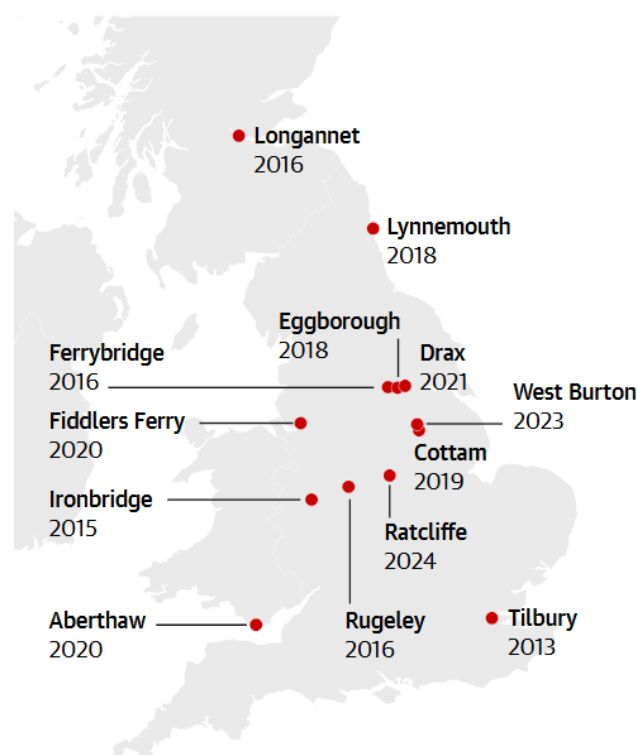 Longannet
2016
Lynnemouth
2018
Eggborough
2018
Ferrybridge
2016
Drax
2021
West Burton
2023
Fiddlers Ferry
2020
Cottam
2019
Ironbridge
2015
Ratcliffe
2024
Aberthaw
2020
Rugeley
2016
Tilbury
2013